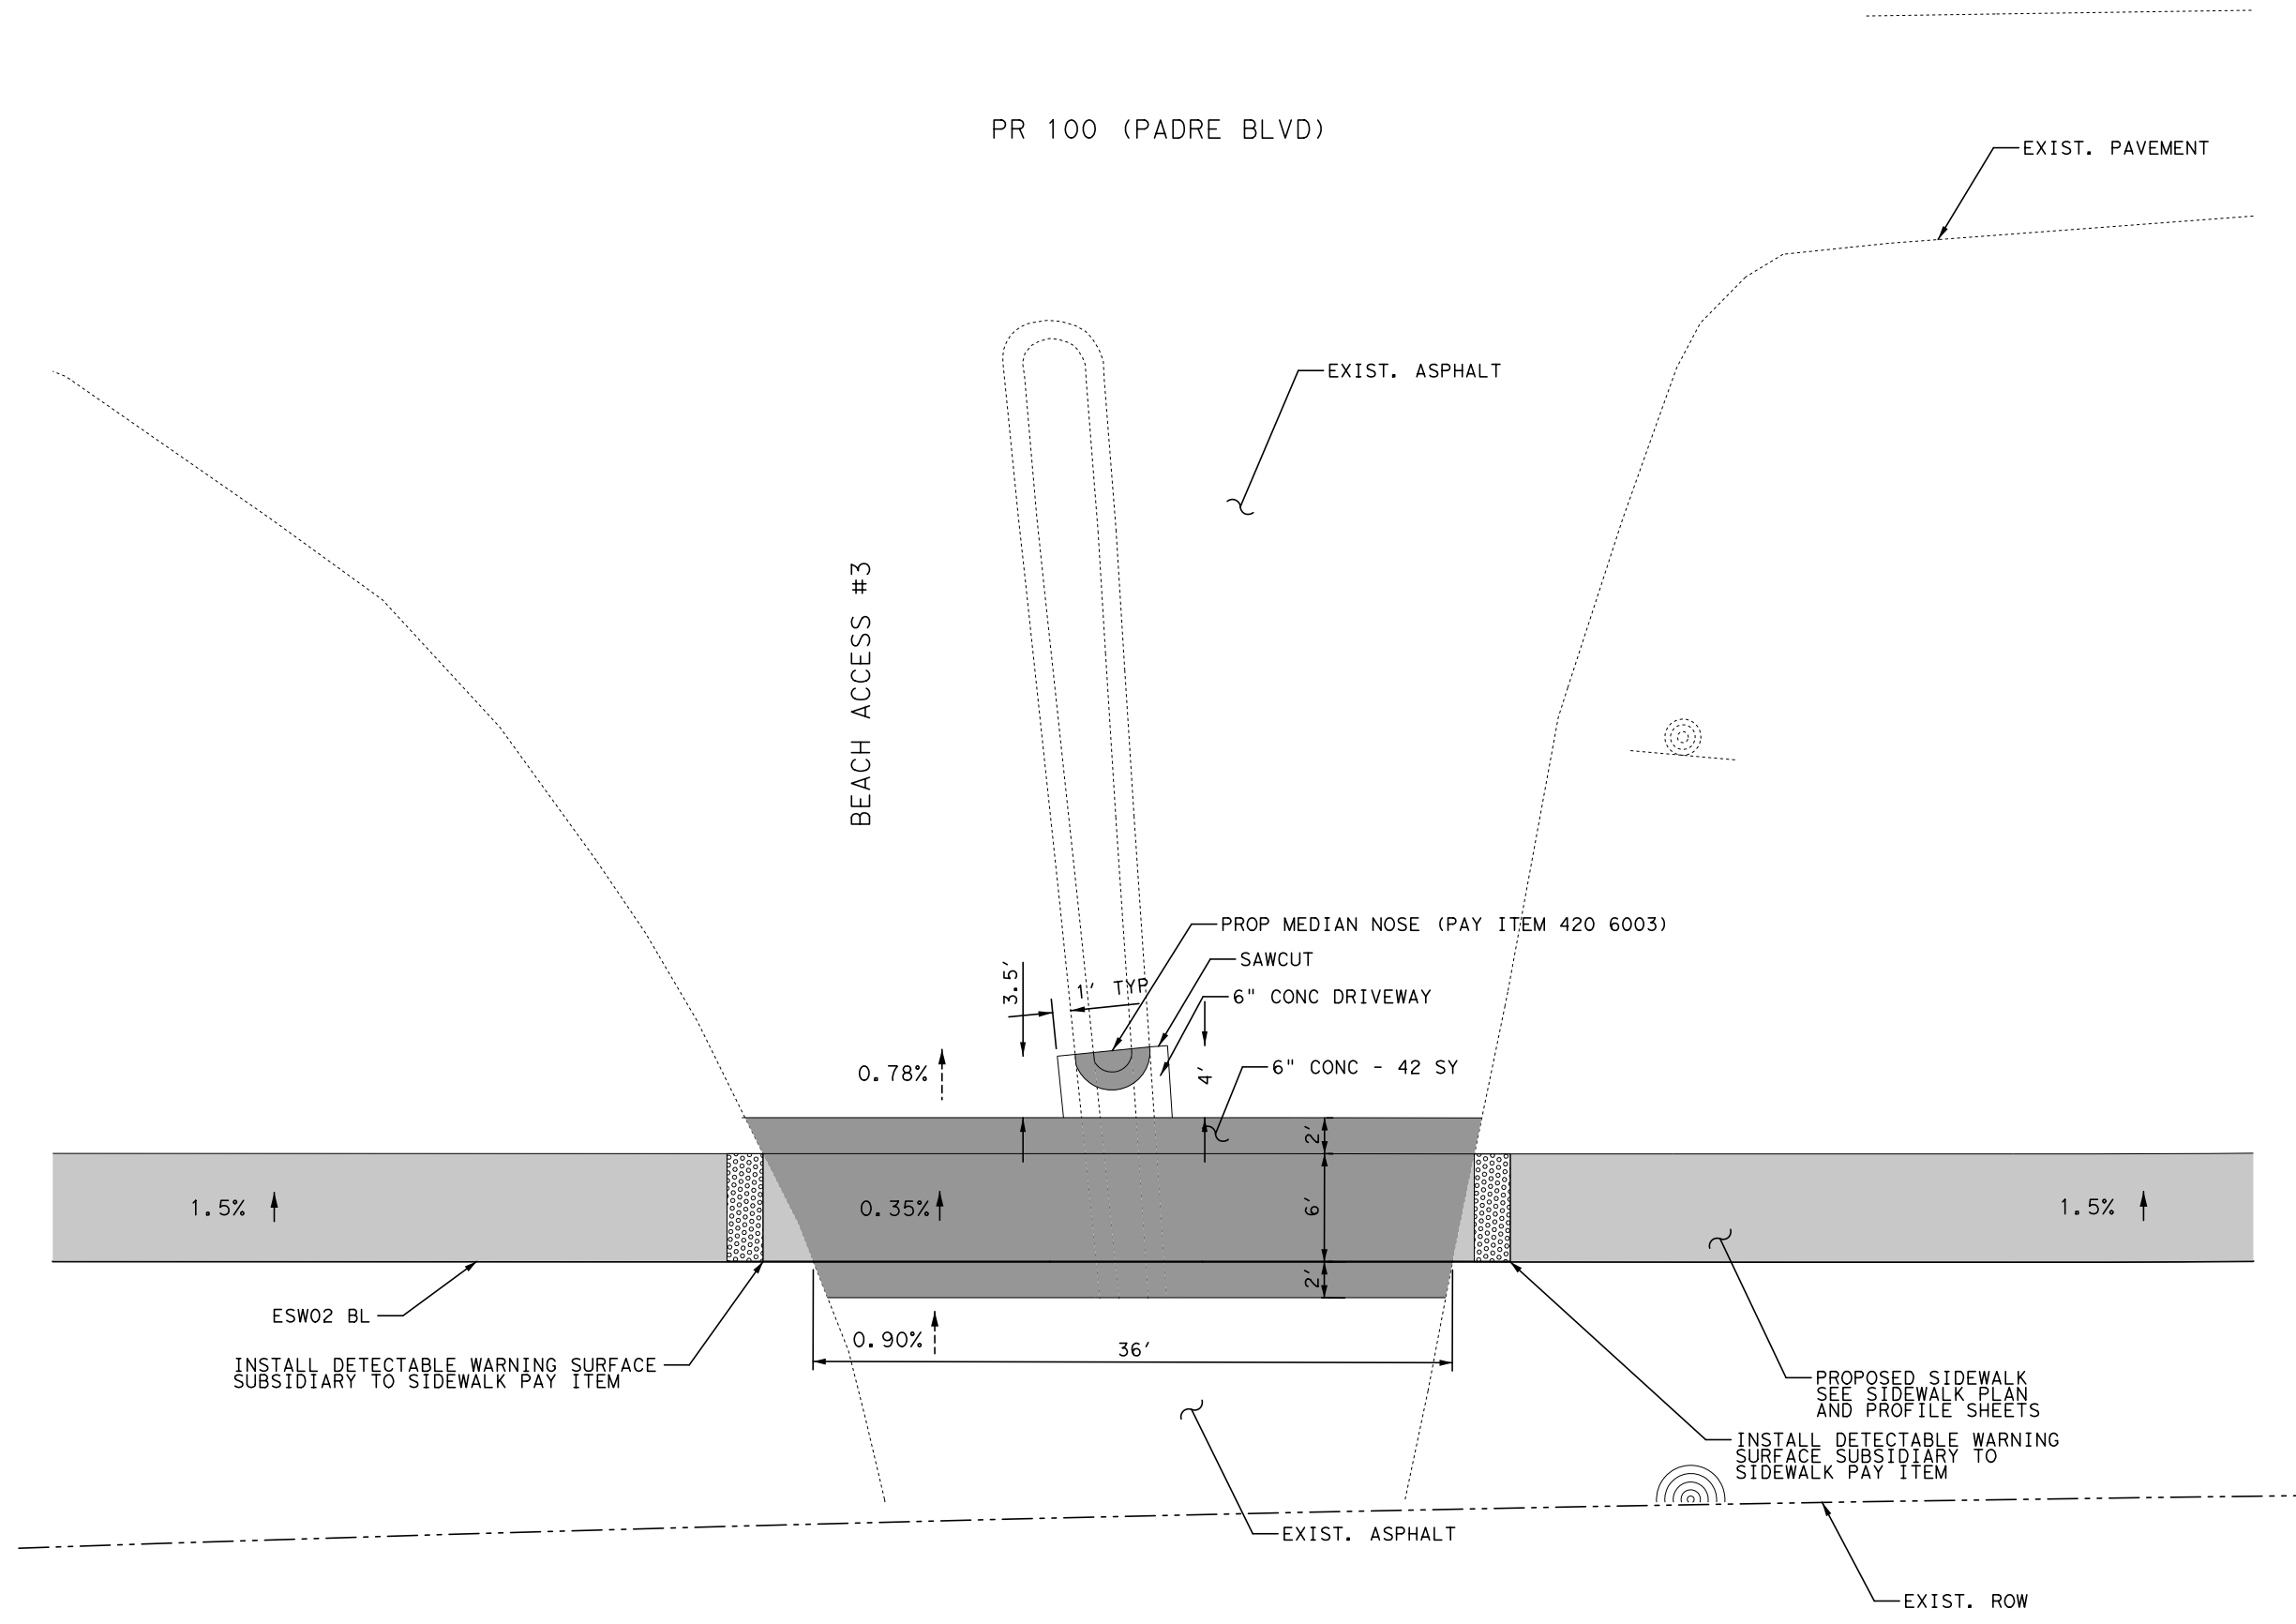 PR 100 (PADRE BLVD)
EXIST. PAVEMENT
EXIST. ASPHALT
BEACH ACCESS #3
PROP MEDIAN NOSE (PAY ITEM 420 6003)
SAWCUT
3.5'
1' TYP
6" CONC DRIVEWAY
0.78%
4'
6" CONC - 42 SY
2'
1.5%
0.35%
6'
1.5%
2'
ESW02 BL
0.90%
36'
INSTALL DETECTABLE WARNING SURFACE
SUBSIDIARY TO SIDEWALK PAY ITEM
PROPOSED SIDEWALK
SEE SIDEWALK PLAN
AND PROFILE SHEETS
INSTALL DETECTABLE WARNING
SURFACE SUBSIDIARY TO
SIDEWALK PAY ITEM
EXIST. ASPHALT
EXIST. ROW